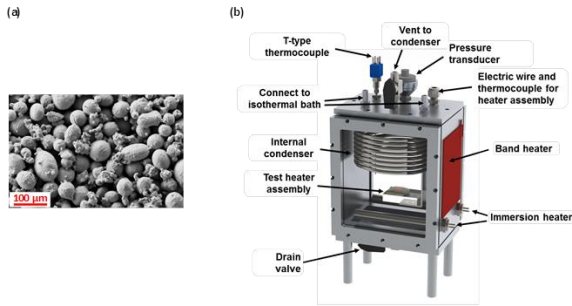 (a)
(b)
T-type
thermocouple
Vent to
condenser
Pressure
transducer
Electric wire and
thermocouple for
heater assembly
Connect to
isothermal bath
Internal
condenser
Band heater
Test heater
assembly
Immersion heater
Drain
valve
100 μm